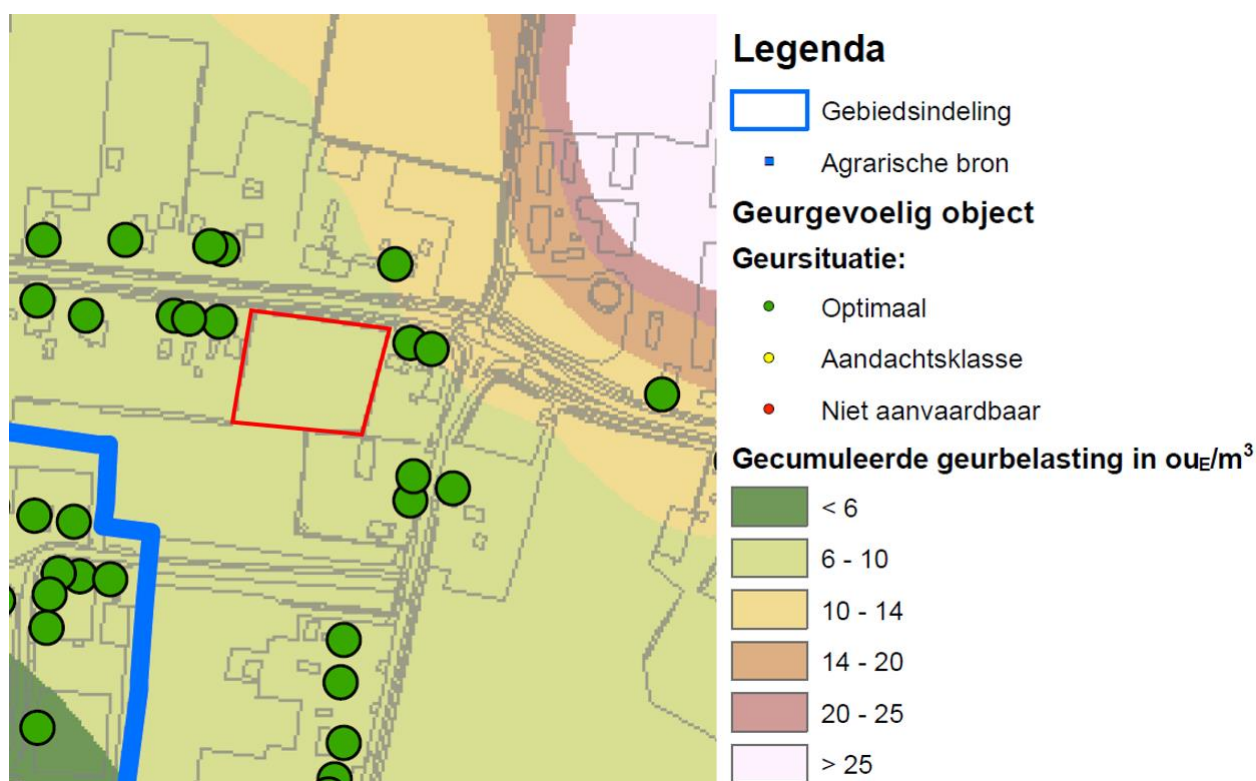 Legenda
Gebiedsindeling
Agrarische bron
Geurgevoelig object
Geursituatie:
Optimaal
Aandachtsklasse
Niet aanvaardbaar
Gecumuleerde geurbelasting in ouE/m³
< 6
6 - 10
10 - 14
14 - 20
20 - 25
> 25